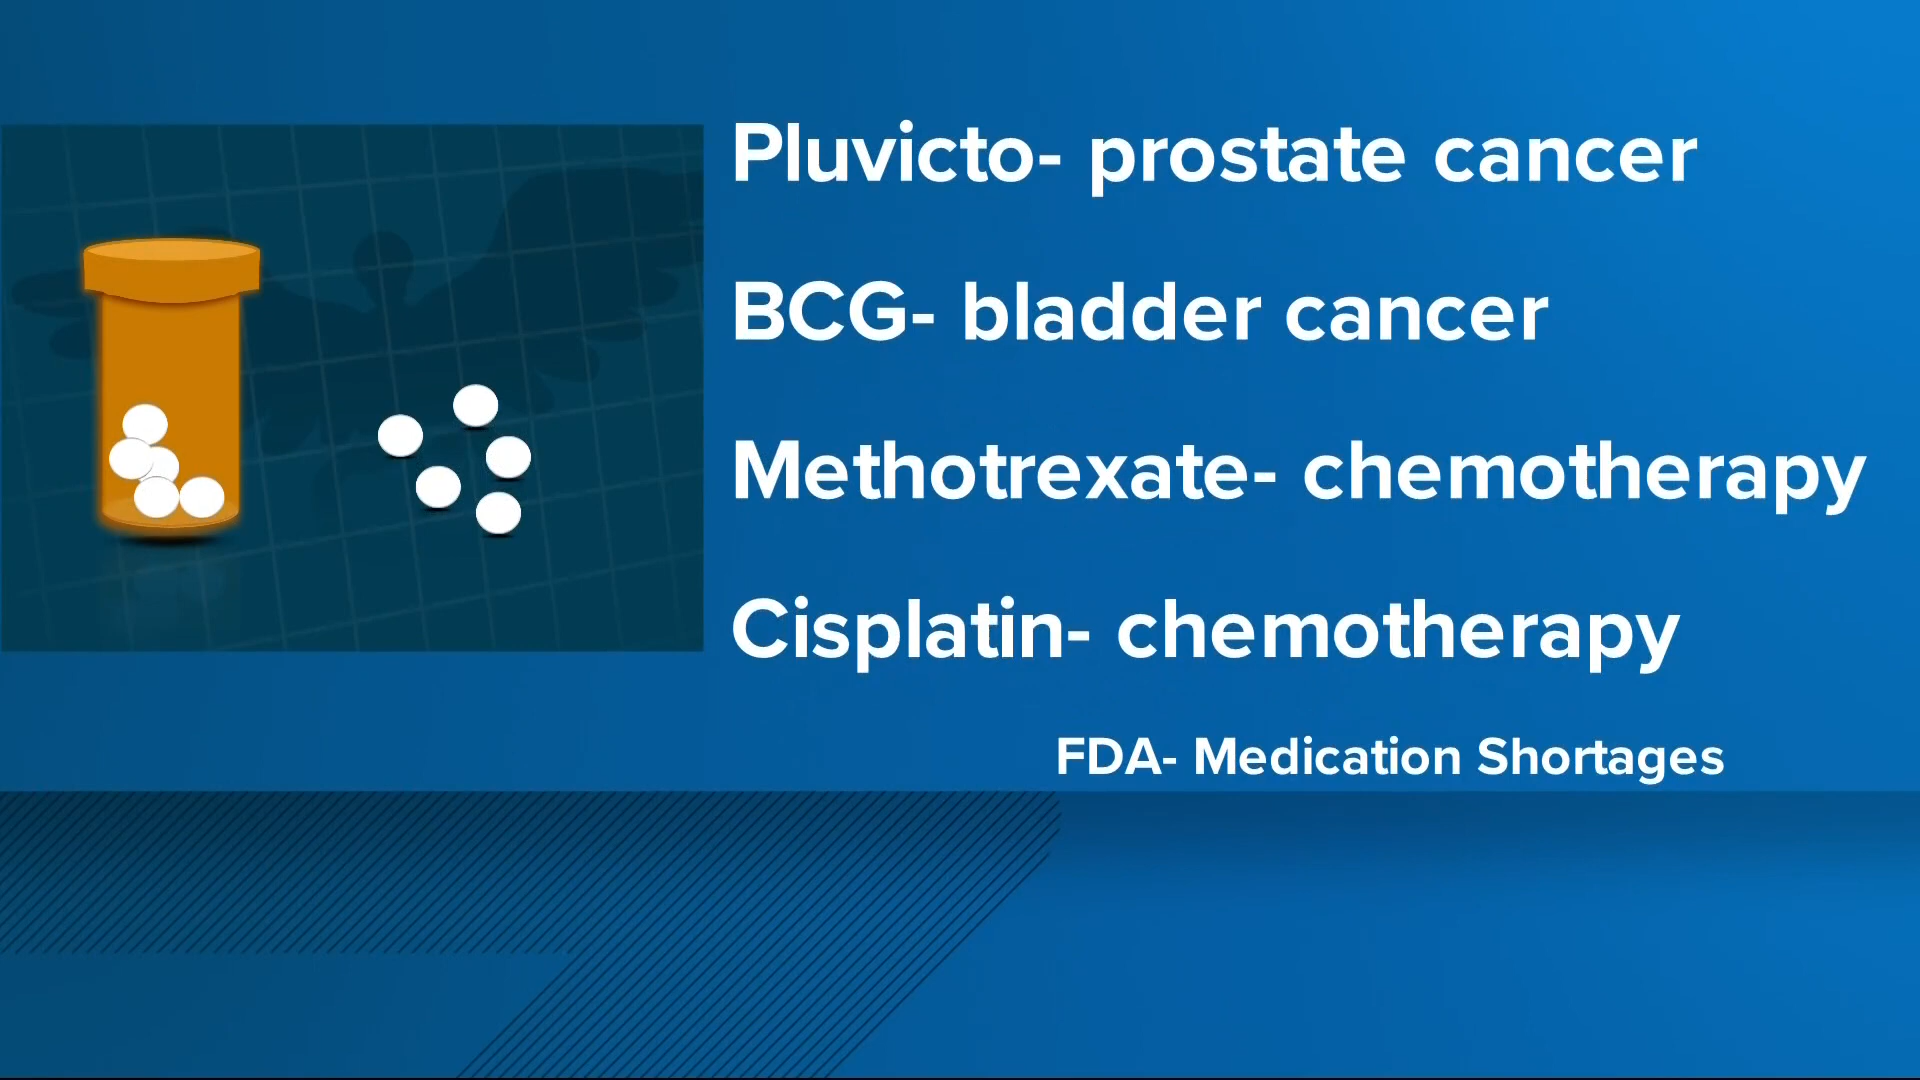 Pluvicto- prostate cancer
BCG- bladder cancer
Methotrexate- chemotherapy
Cisplatin- chemotherapy
FDA- Medication Shortages